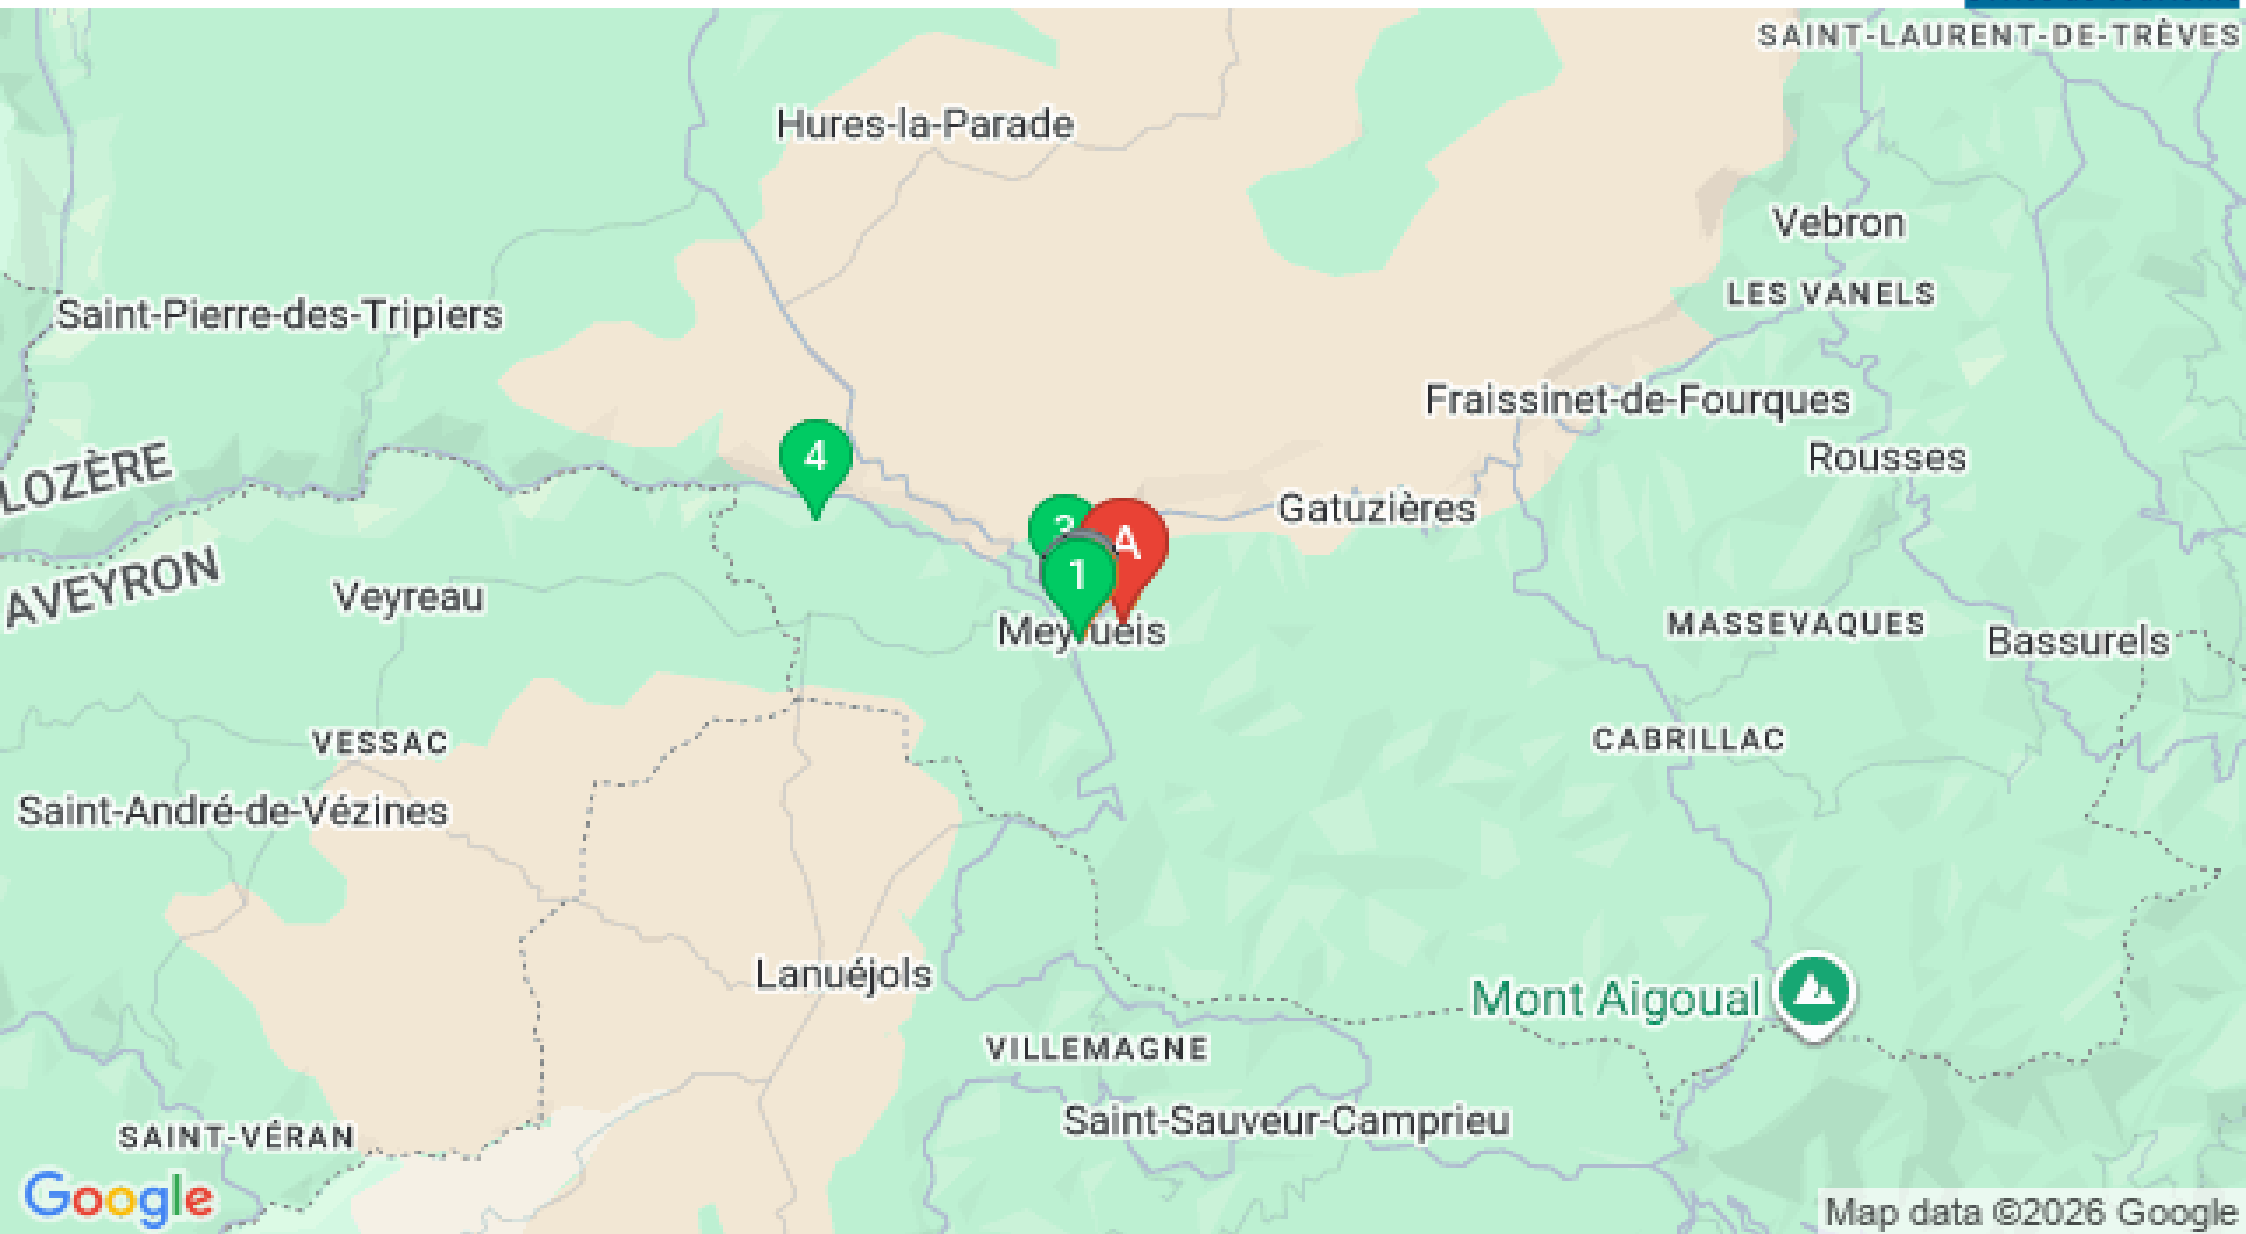 SAINT-LAURENT-DE-TRÈVES
Hures-la-Parade
Vebron
LES VANELS
Saint-Pierre-des-Tripiers
Fraissinet-de-Fourques
4
Rousses
LOZÈRE
Gatuzières
3
A
AVEYRON
1
Veyreau
Meyrueis
MASSEVAQUES
Bassurels
VESSAC
CABRILLAC
Saint-André-de-Vézines
Lanuéjols
Mont Aigoual
VILLEMAGNE
Saint-Sauveur-Camprieu
SAINT-VÉRAN
Google
Map data ©2026 Google